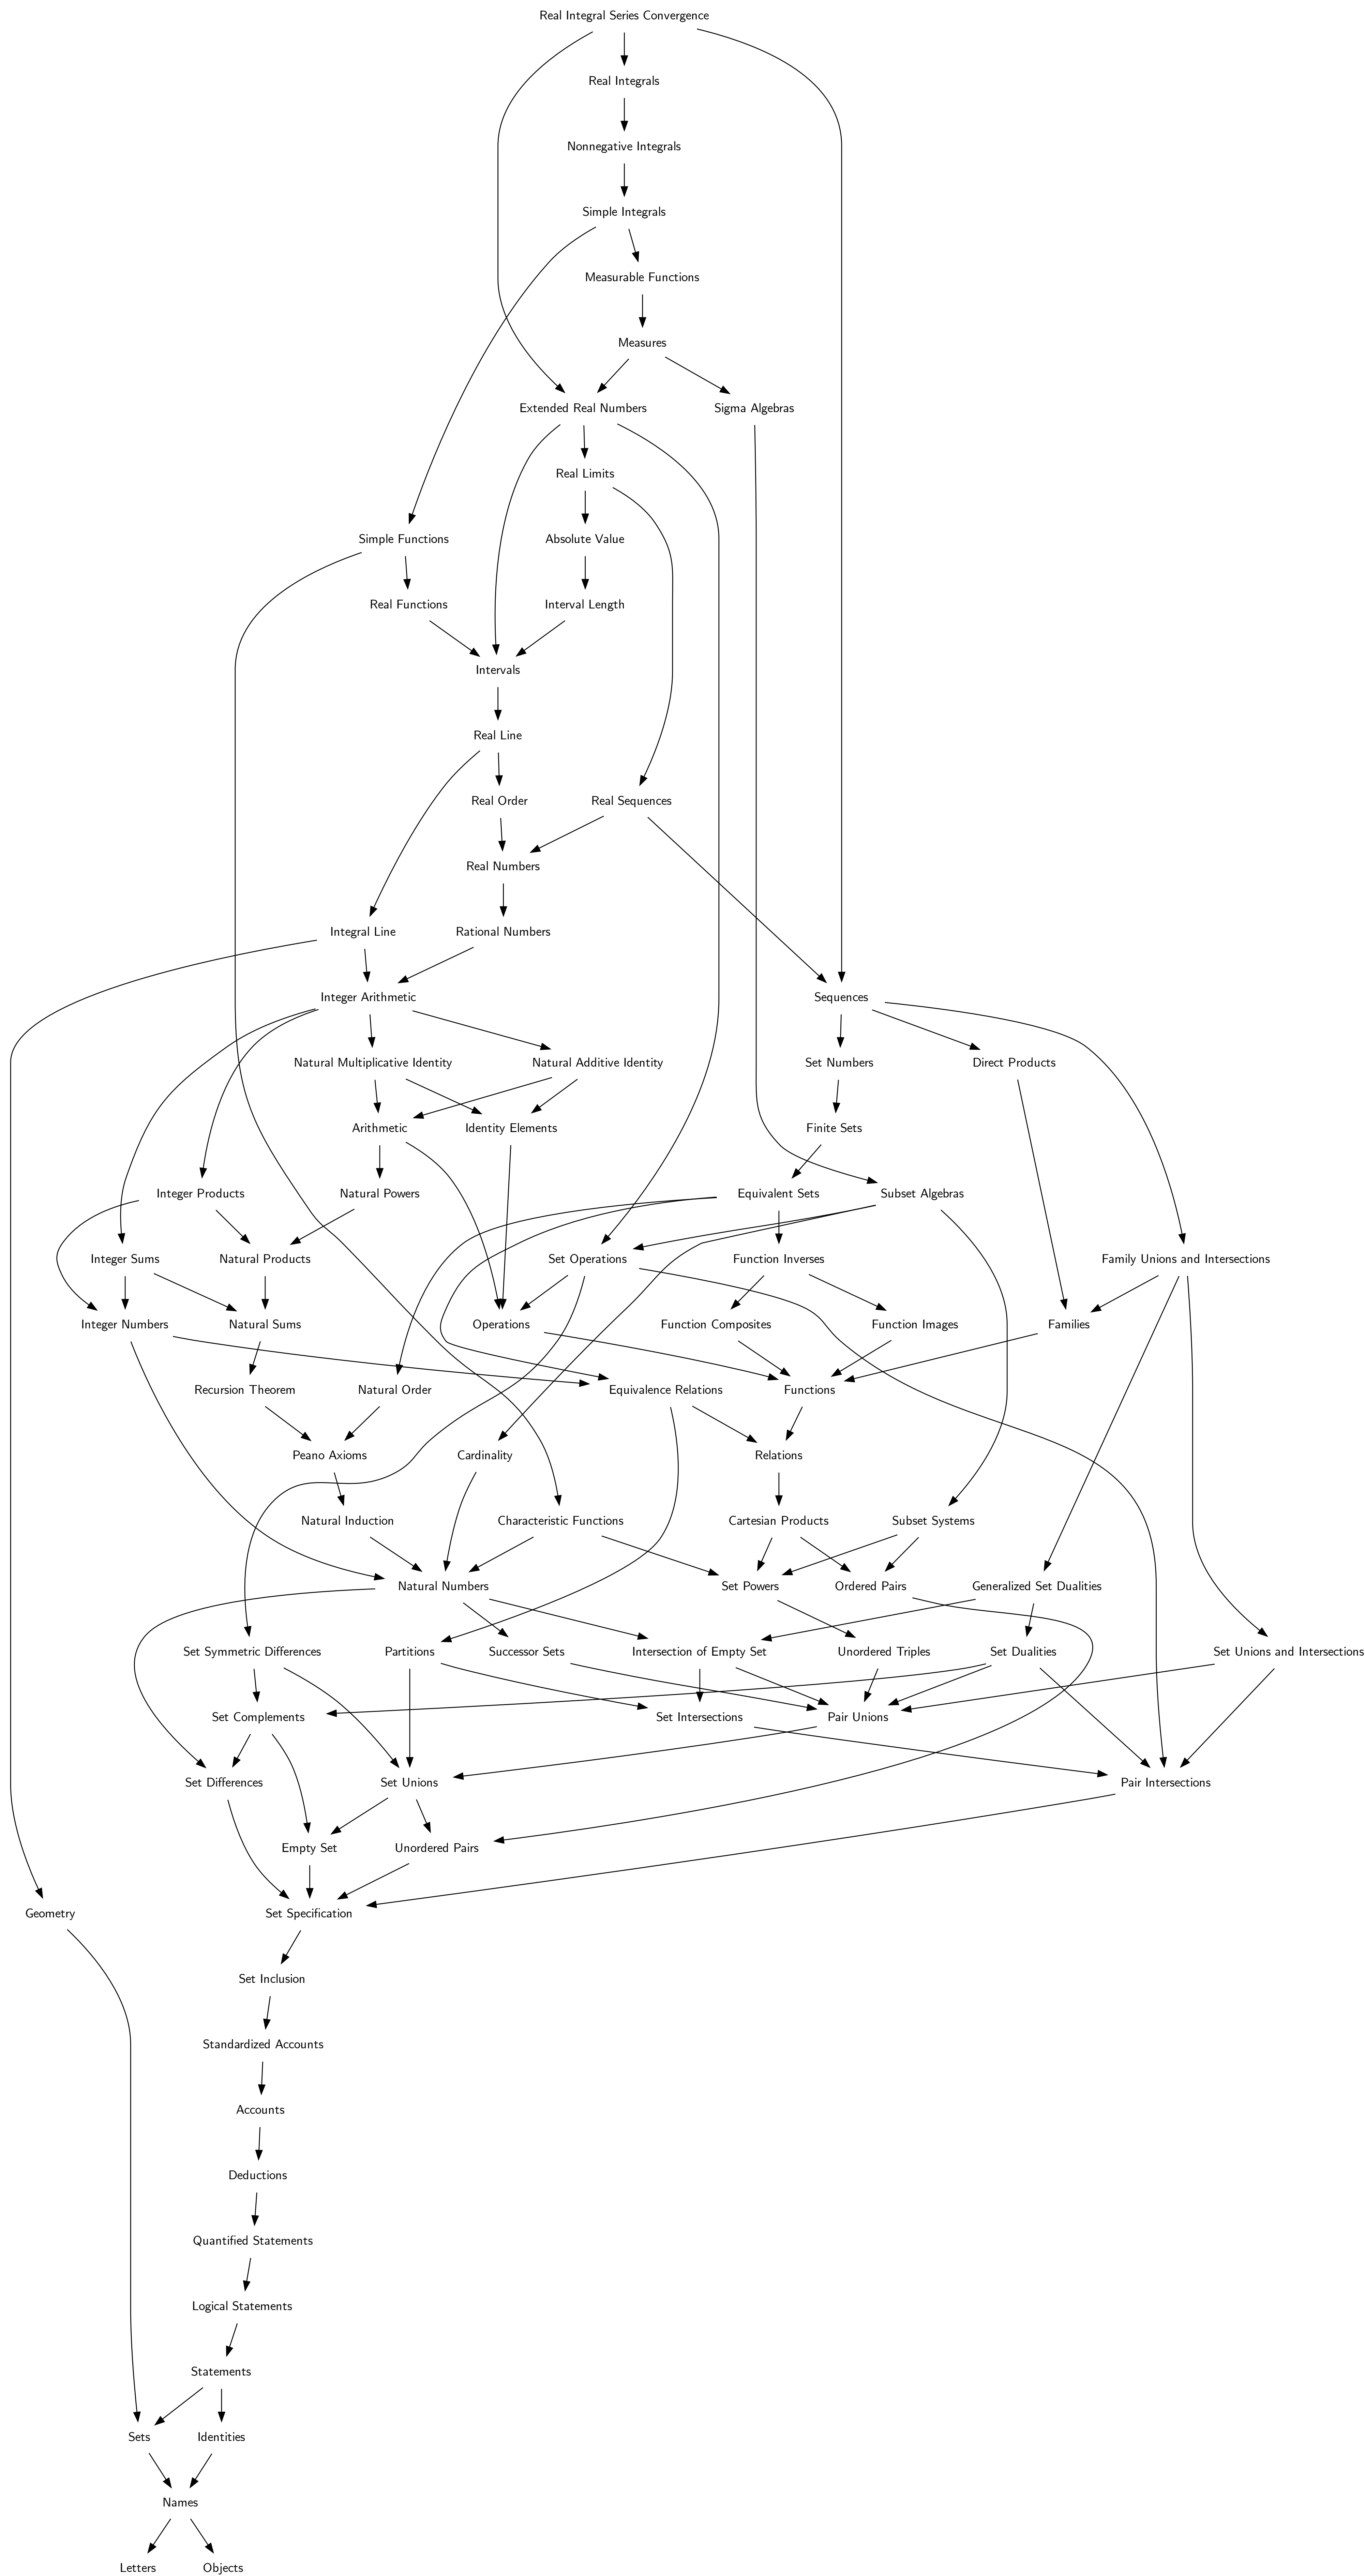 Real Integral Series Convergence
Real Integrals
Nonnegative Integrals
Simple Integrals
Measurable Functions
Measures
Extended Real Numbers
Sigma Algebras
Real Limits
Simple Functions
Absolute Value
Real Functions
Interval Length
Intervals
Real Line
Real Order
Real Sequences
Real Numbers
Integral Line
Rational Numbers
Integer Arithmetic
Sequences
Natural Multiplicative Identity
Natural Additive Identity
Set Numbers
Direct Products
Arithmetic
Identity Elements
Finite Sets
Integer Products
Natural Powers
Equivalent Sets
Subset Algebras
Integer Sums
Natural Products
Set Operations
Function Inverses
Family Unions and Intersections
Integer Numbers
Natural Sums
Operations
Function Composites
Function Images
Families
Recursion Theorem
Natural Order
Equivalence Relations
Functions
Peano Axioms
Cardinality
Relations
Natural Induction
Characteristic Functions
Cartesian Products
Subset Systems
Natural Numbers
Set Powers
Ordered Pairs
Generalized Set Dualities
Set Symmetric Differences
Partitions
Successor Sets
Intersection of Empty Set
Unordered Triples
Set Dualities
Set Unions and Intersections
Set Complements
Set Intersections
Pair Unions
Set Differences
Set Unions
Pair Intersections
Empty Set
Unordered Pairs
Geometry
Set Specification
Set Inclusion
Standardized Accounts
Accounts
Deductions
Quantified Statements
Logical Statements
Statements
Sets
Identities
Names
Letters
Objects